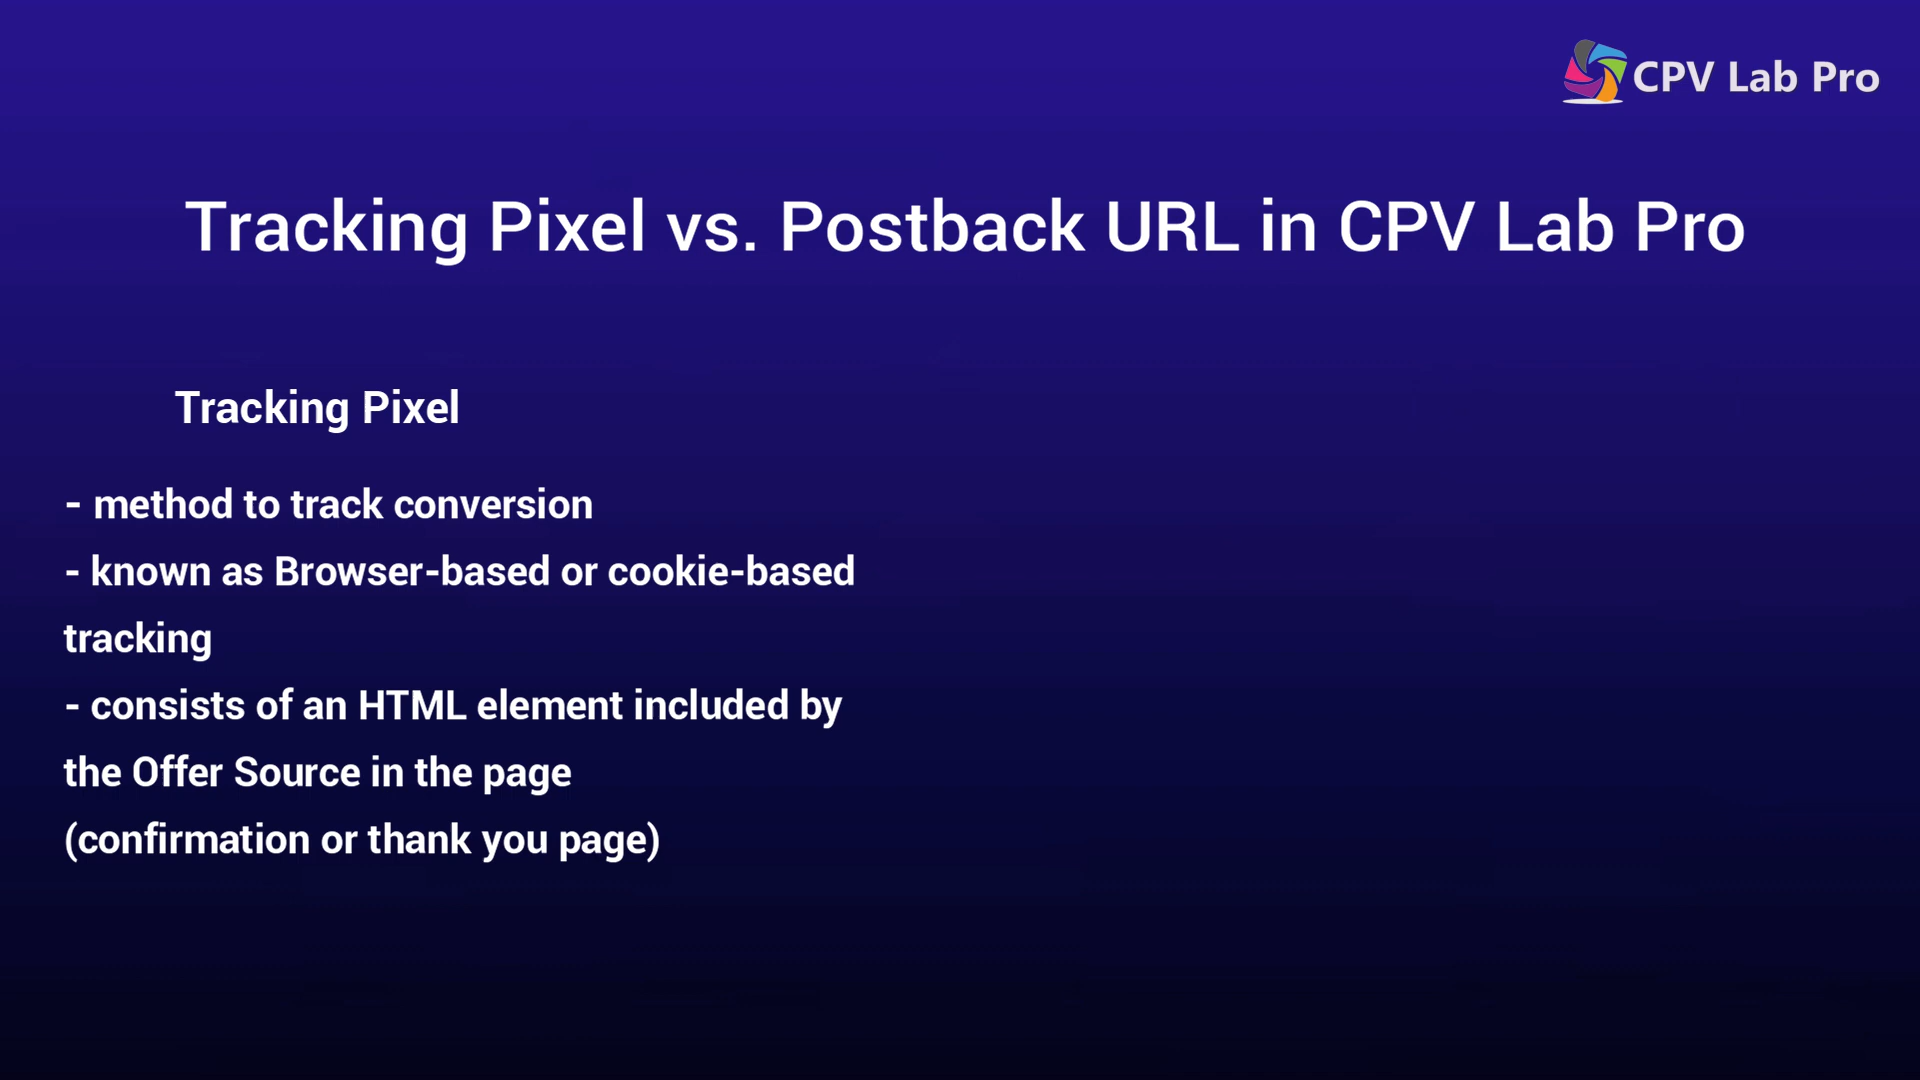 CPV Lab Pro
Tracking Pixel vs. Postback URL in CPV Lab Pro
Tracking Pixel
- method to track conversion
- known as Browser-based or cookie-based
tracking
- consists of an HTML element included by
the Offer Source in the page
(confirmation or thank you page)